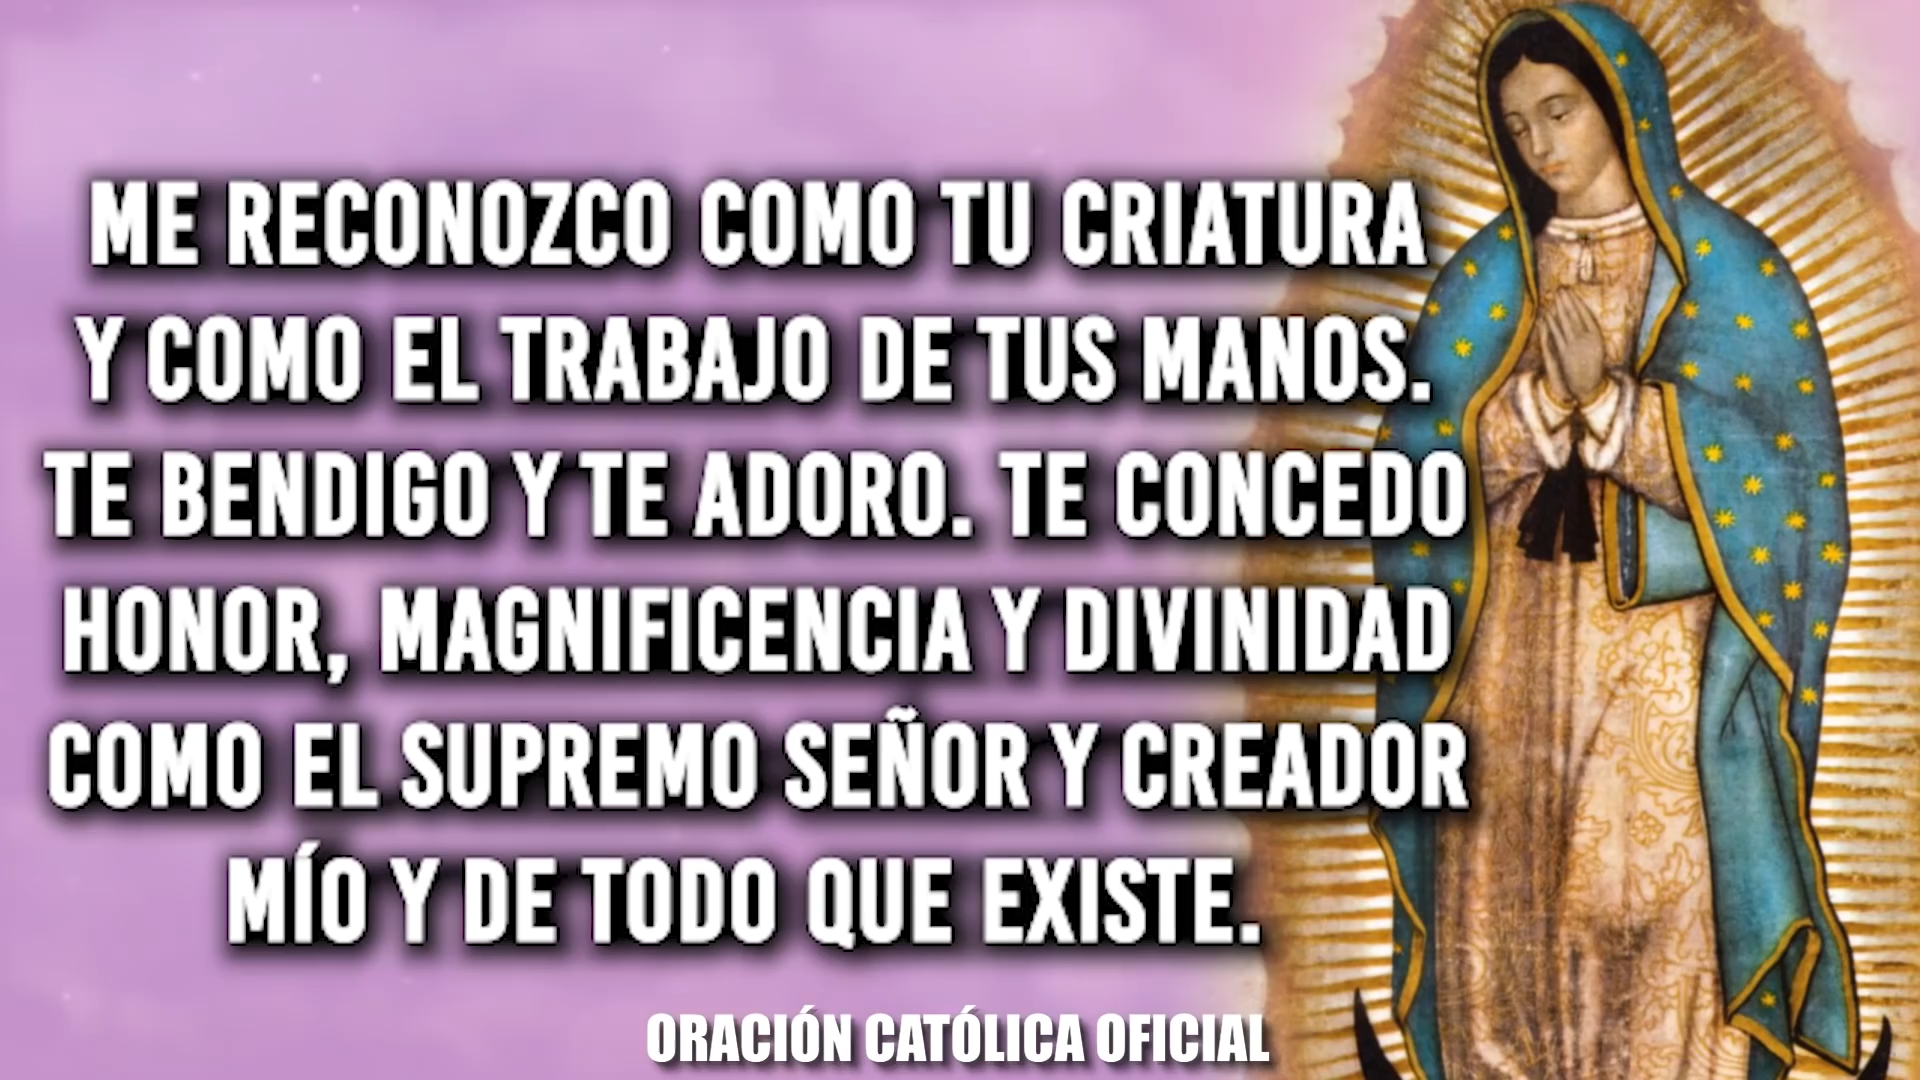 ME RECONOZCO COMO TU CRIATURA
Y COMO EL TRABAJO DE TUS MANOS.
TE BENDIGO Y TE ADORO. TE CONCEDO
HONOR, MAGNIFICENCIA Y DIVINIDAD
COMO EL SUPREMO SEÑOR Y CREADOR
MÍO Y DE TODO QUE EXISTE.
ORACIÓN CATÓLICA OFICIAL